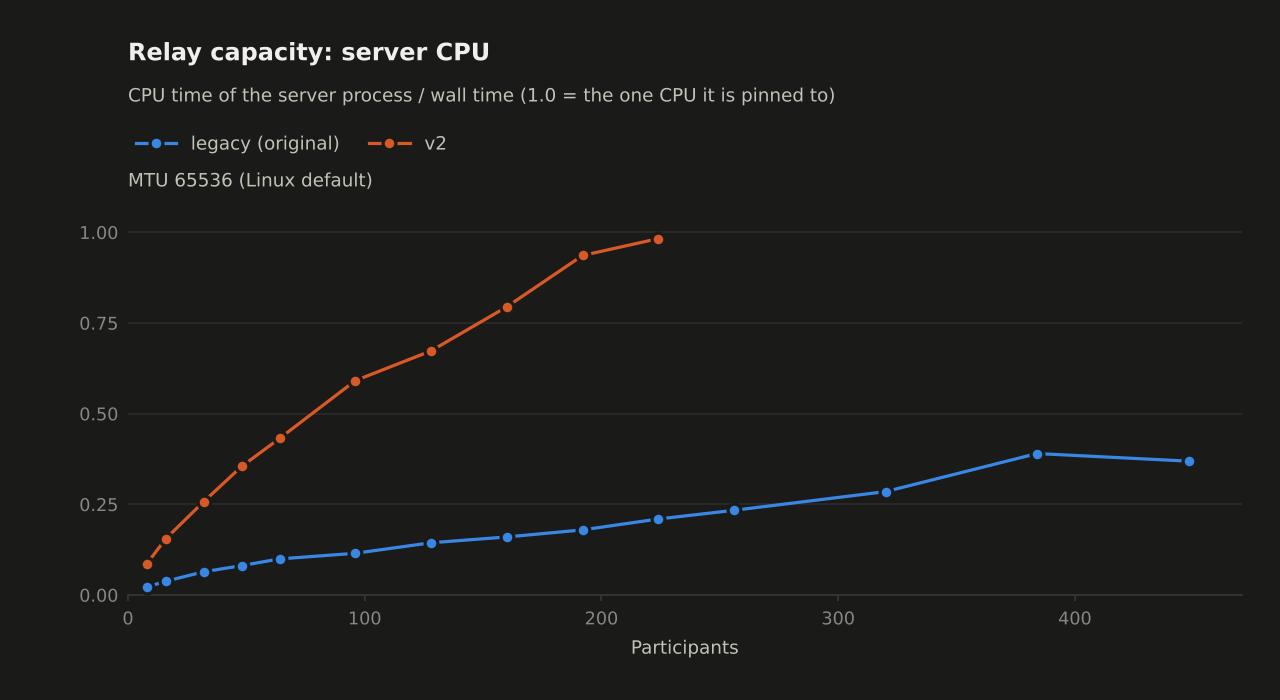 Relay capacity: server CPU
CPU time of the server process / wall time (1.0 = the one CPU it is pinned to)
legacy (original) v2
MTU 65536 (Linux default)
1.00
0.75
0.50
0.25
0.00
0 100 200 300 400
Participants